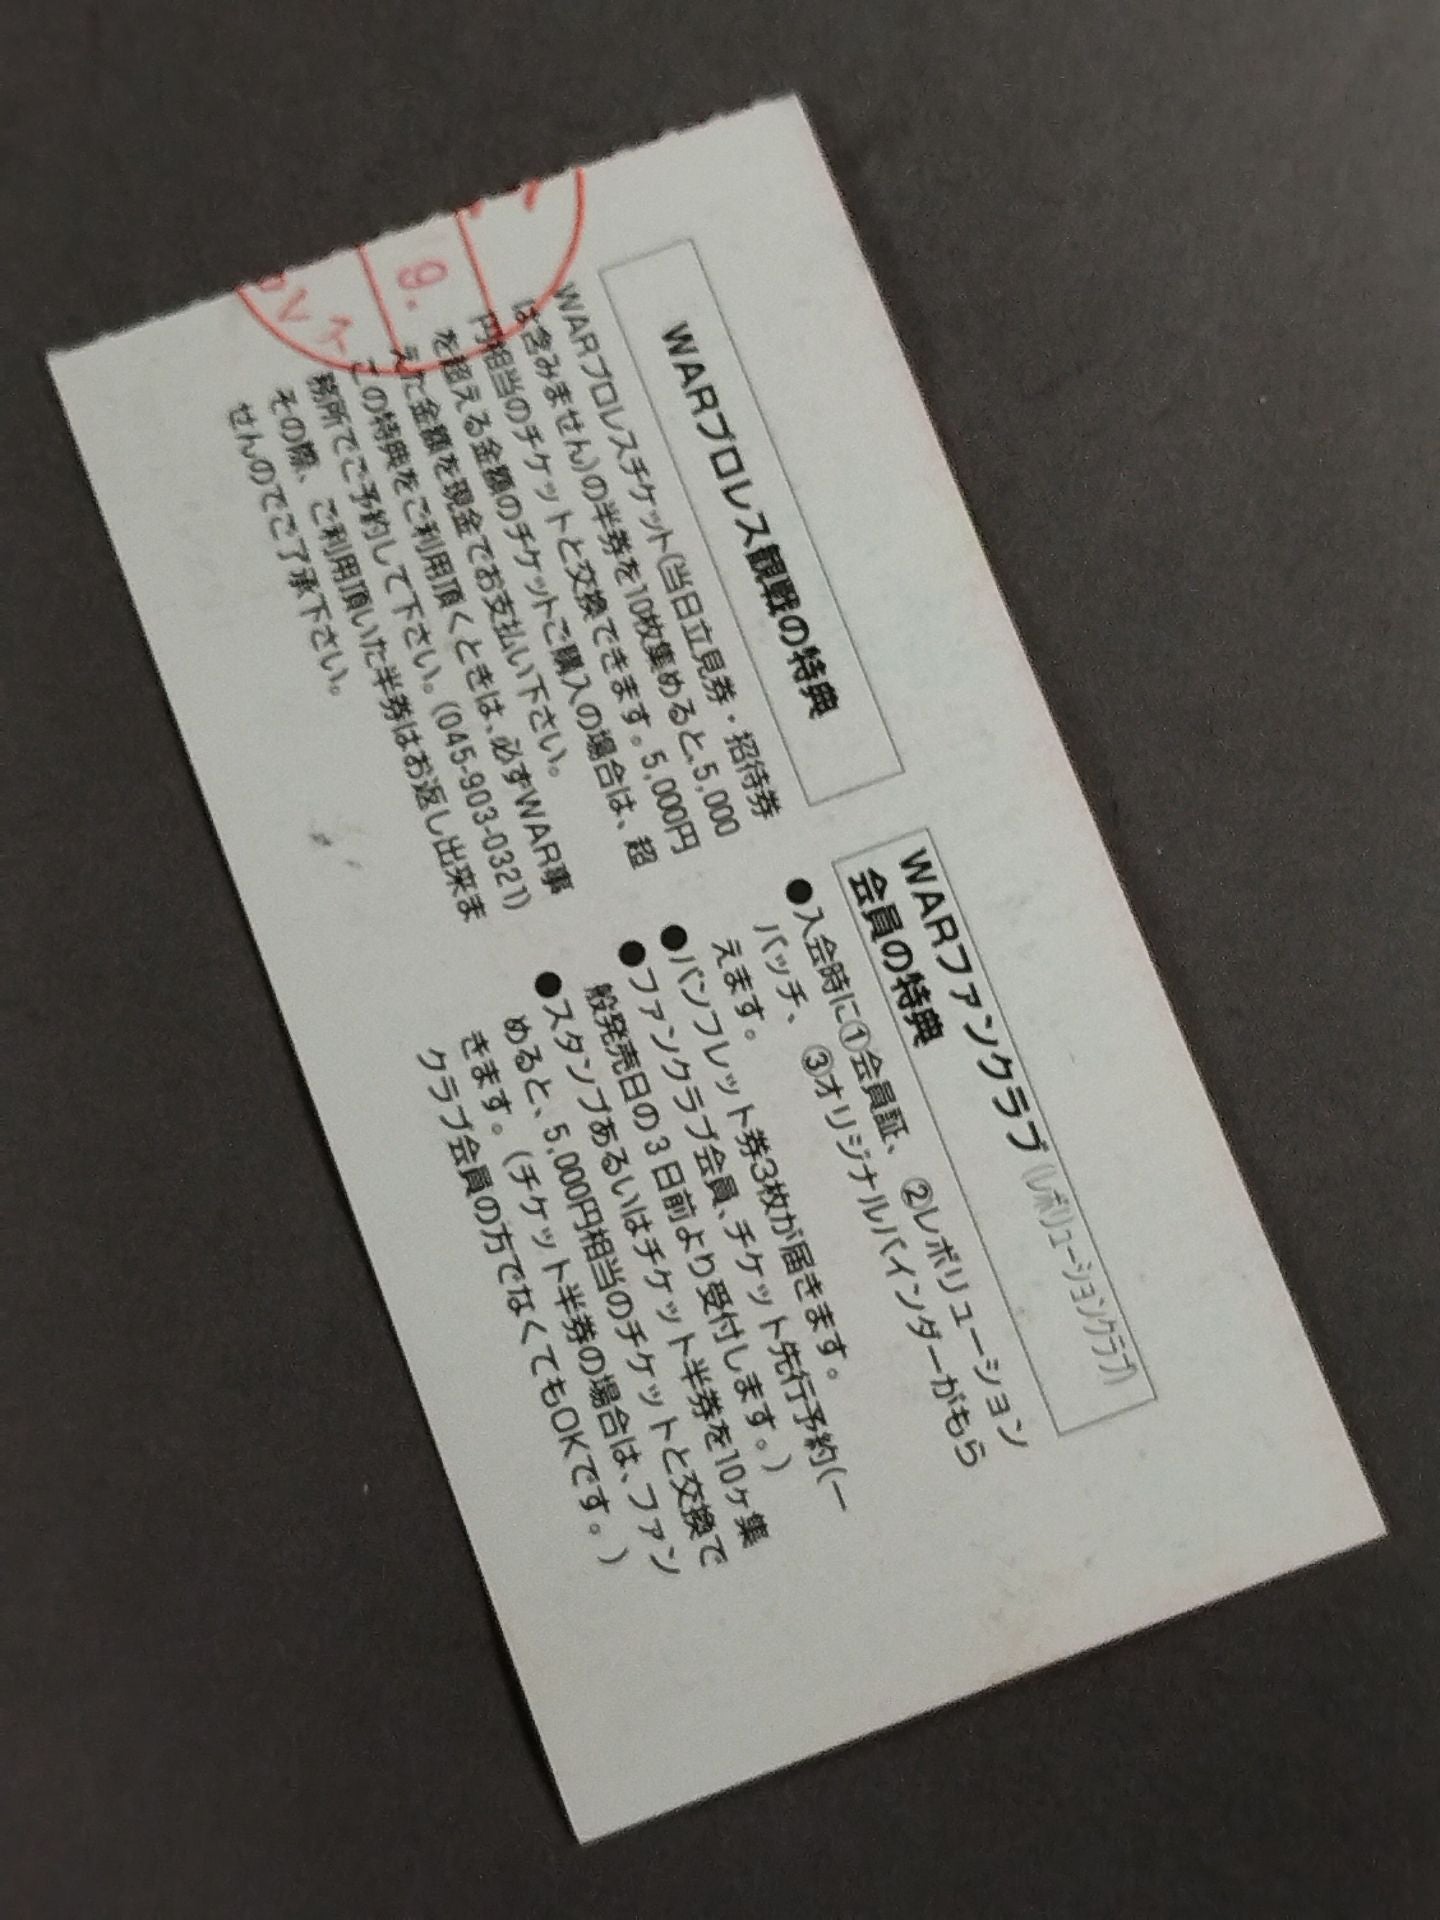 WARプロレス観戦の特典
WARプロレスチケット(当日立見券・招待券
は含みません)の半券を10枚集めると、5,000
円相当のチケットと交換できます。5,000円
を超える金額のチケットご購入の場合は、超
えた金額を現金でお支払い下さい。
この特典をご利用頂くときは、必ずWAR事
務所でご予約して下さい。(045-903-0321)
その際、ご利用頂いた半券はお返し出来ま
せんのでご了承下さい。
WARファンクラブ(レボリューションクラブ)
会員の特典
●入会時に①会員証、②レボリューション
バッチ、③オリジナルバインダーがもら
えます。
●パンフレット券3枚が届きます。
●ファンクラブ会員、チケット先行予約(一
般発売日の3日前より受付します。)
●スタンプあるいはチケット半券を10ヶ集
めると、5,000円相当のチケットと交換で
きます。(チケット半券の場合は、ファン
クラブ会員の方でなくてもOKです。)
9.